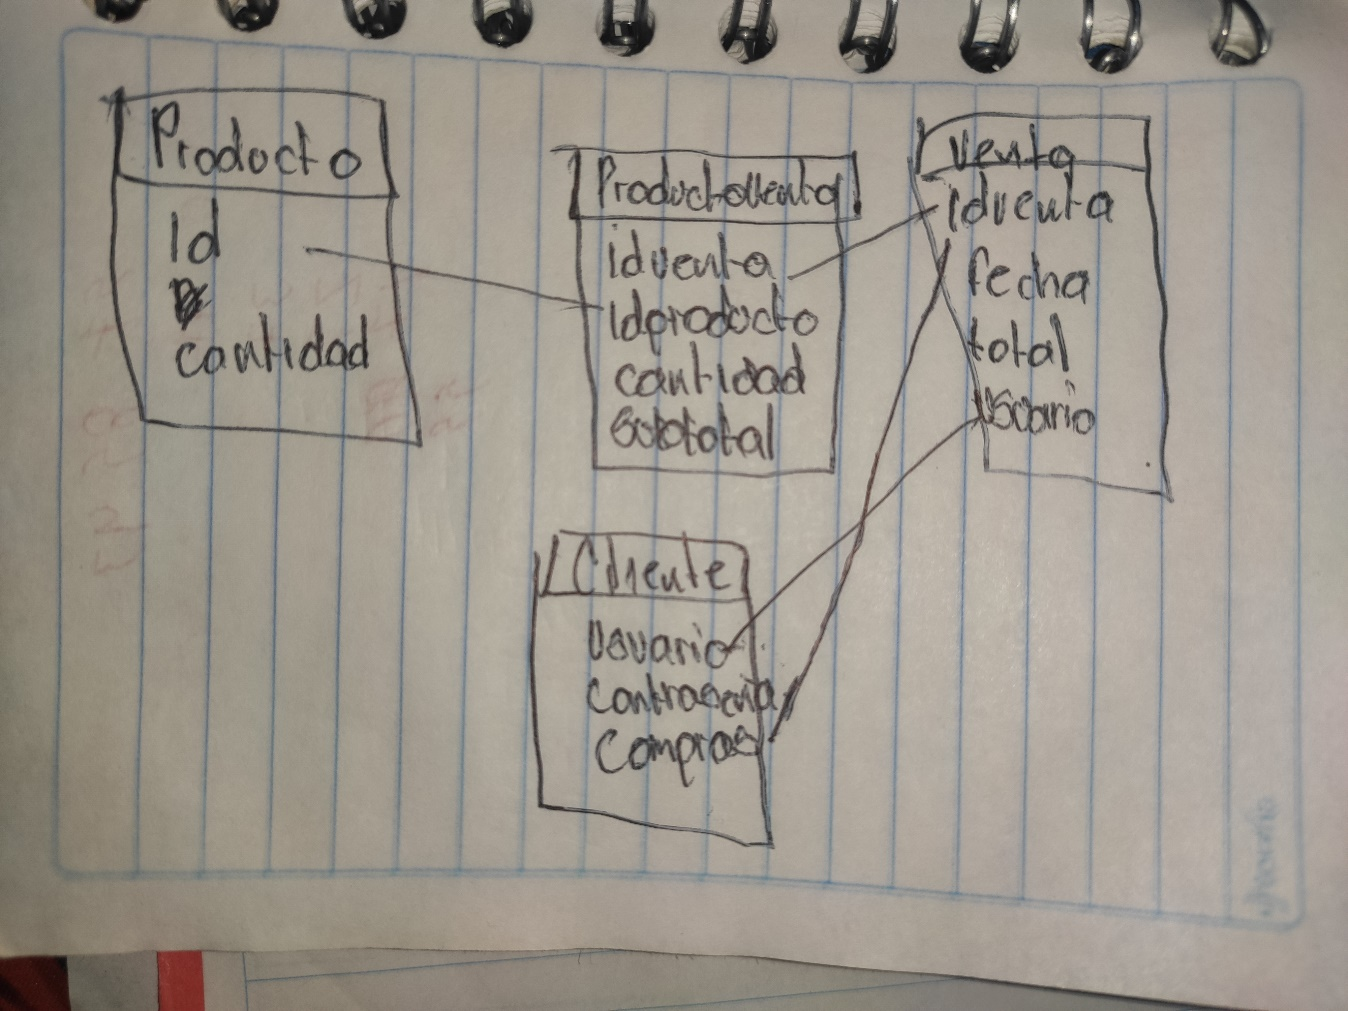 Producto
Id
cantidad
Productoventa
idventa
Idproducto
cantidad
Subtotal
Venta
idventa
fecha
total
Usuario
Cliente
Usuario
Contraseña
Compras